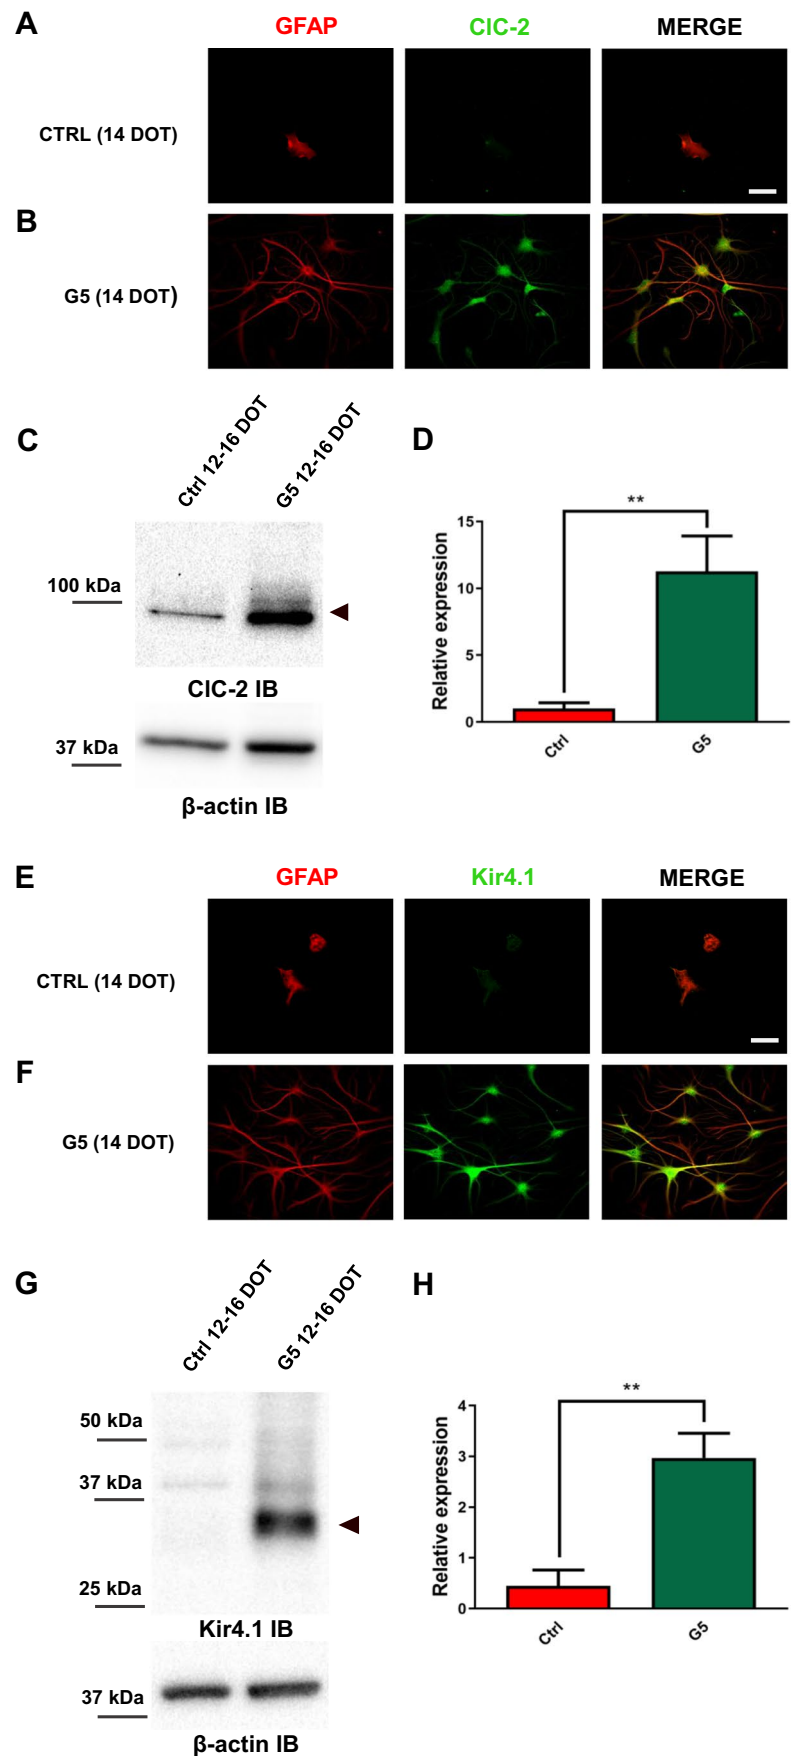 A
GFAP
ClC-2
MERGE
CTRL (14 DOT)
B
G5 (14 DOT)
C
Ctrl 12-16 DOT
G5 12-16 DOT
100 kDa
ClC-2 IB
37 kDa
β-actin IB
D
**
Relative expression
15
10
5
0
Ctrl
G5
E
GFAP
Kir4.1
MERGE
CTRL (14 DOT)
F
G5 (14 DOT)
G
Ctrl 12-16 DOT
G5 12-16 DOT
50 kDa
37 kDa
25 kDa
Kir4.1 IB
37 kDa
β-actin IB
H
**
Relative expression
4
3
2
1
0
Ctrl
G5